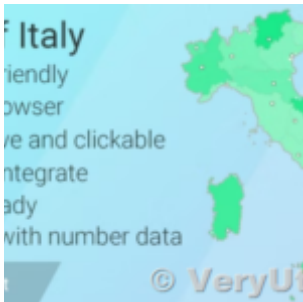 f Italy
riendly
owser
ve and clickable
ntegrate
ady
with number data
t
© VeryU